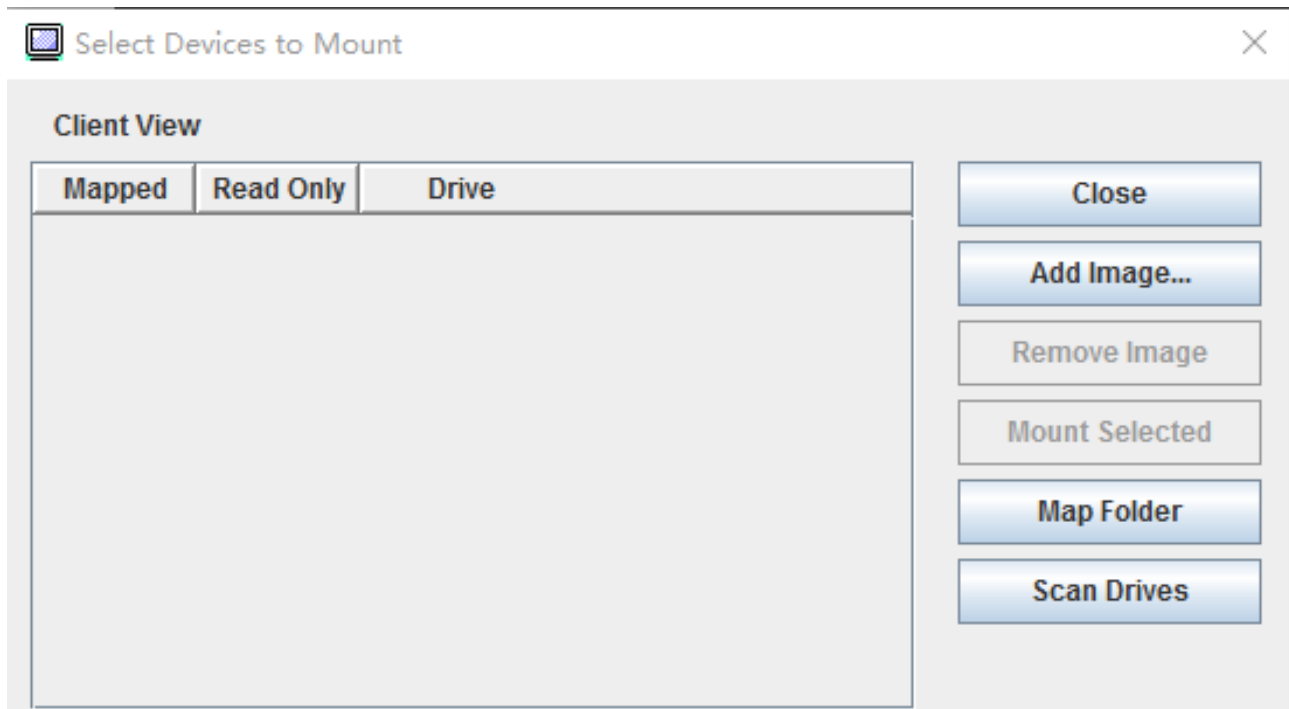 Select Devices to Mount
Client View
Mapped Read Only Drive
Close
Add Image...
Remove Image
Mount Selected
Map Folder
Scan Drives